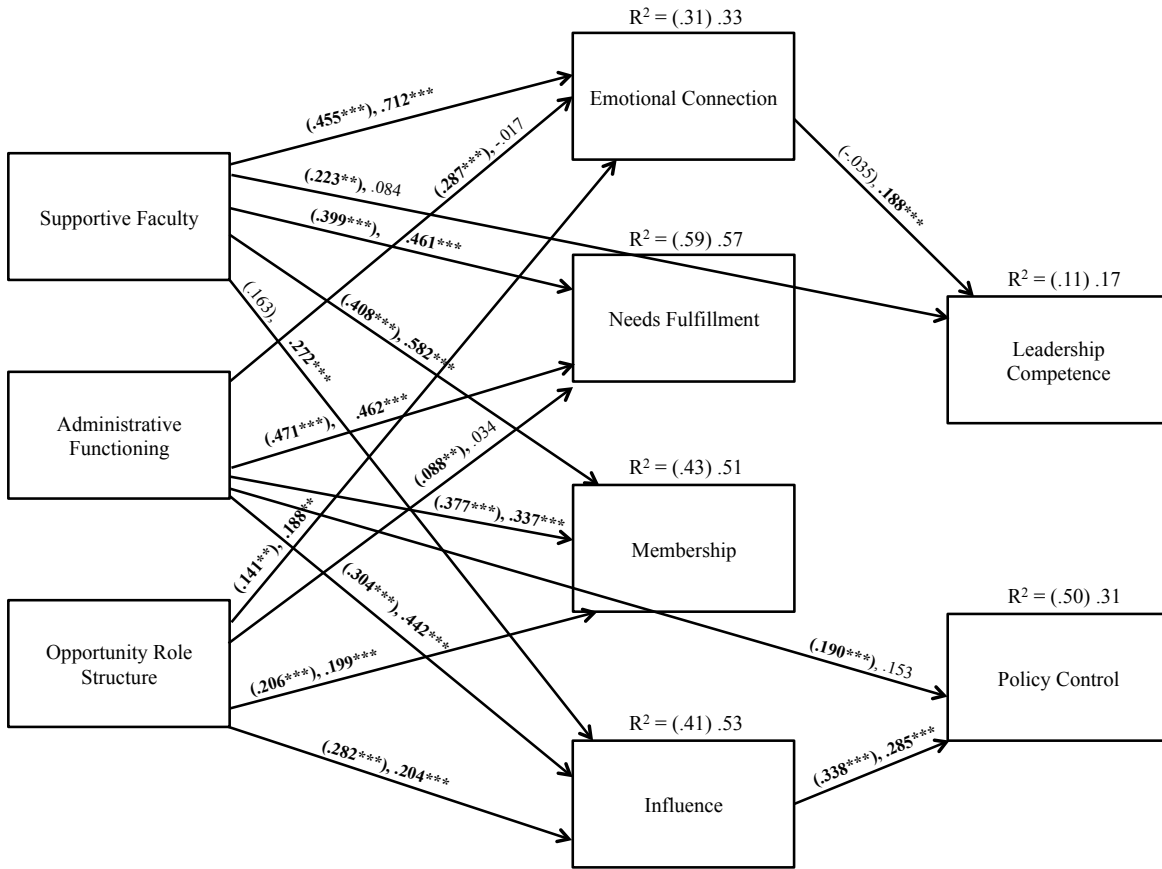 R² = (.31) .33
Emotional Connection
(.455***), .712***
(.287***), -.017
(.223**), .084
(-.035), .188***
Supportive Faculty
(.399***), .461***
R² = (.59) .57
Needs Fulfillment
R² = (.11) .17
Leadership
Competence
(.163), .272***
(.408***), .582***
Administrative
Functioning
(.471***), .462***
(.088**), .034
R² = (.43) .51
Membership
(.377***), .337***
(.141**), .188**
(.304***), .442***
Opportunity Role
Structure
(.206***), .199***
(.190***), .153
R² = (.50) .31
Policy Control
R² = (.41) .53
Influence
(.282***), .204***
(.338***), .285***